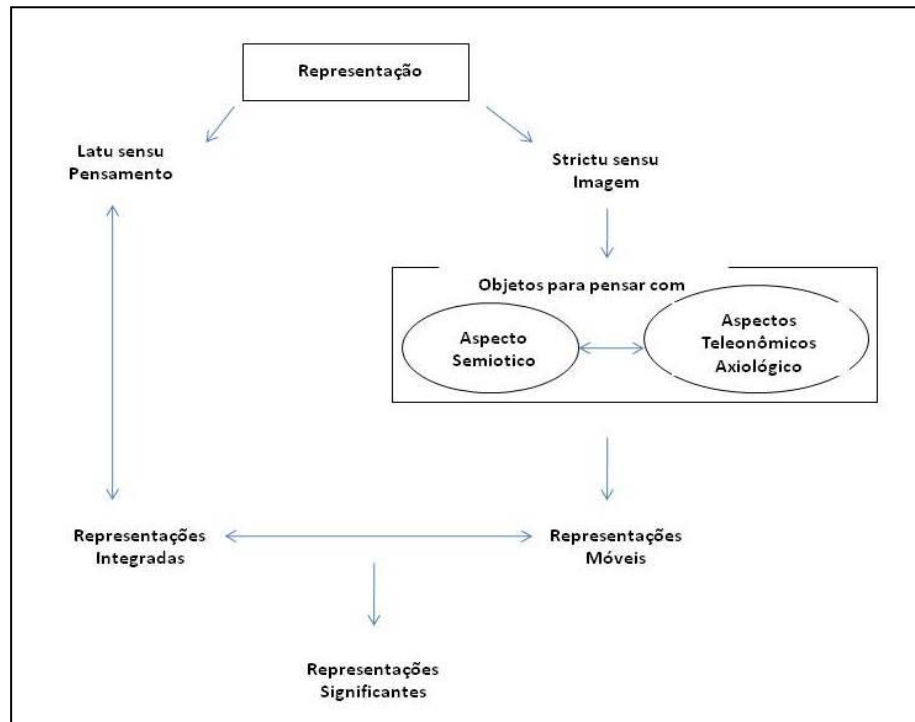 Representação
Latu sensu
Pensamento
Strictu sensu
Imagem
Objetos para pensar com
Aspecto
Semiotico
Aspectos
Teleonômicos
Axiológico
Representações
Integradas
Representações
Móveis
Representações
Significantes